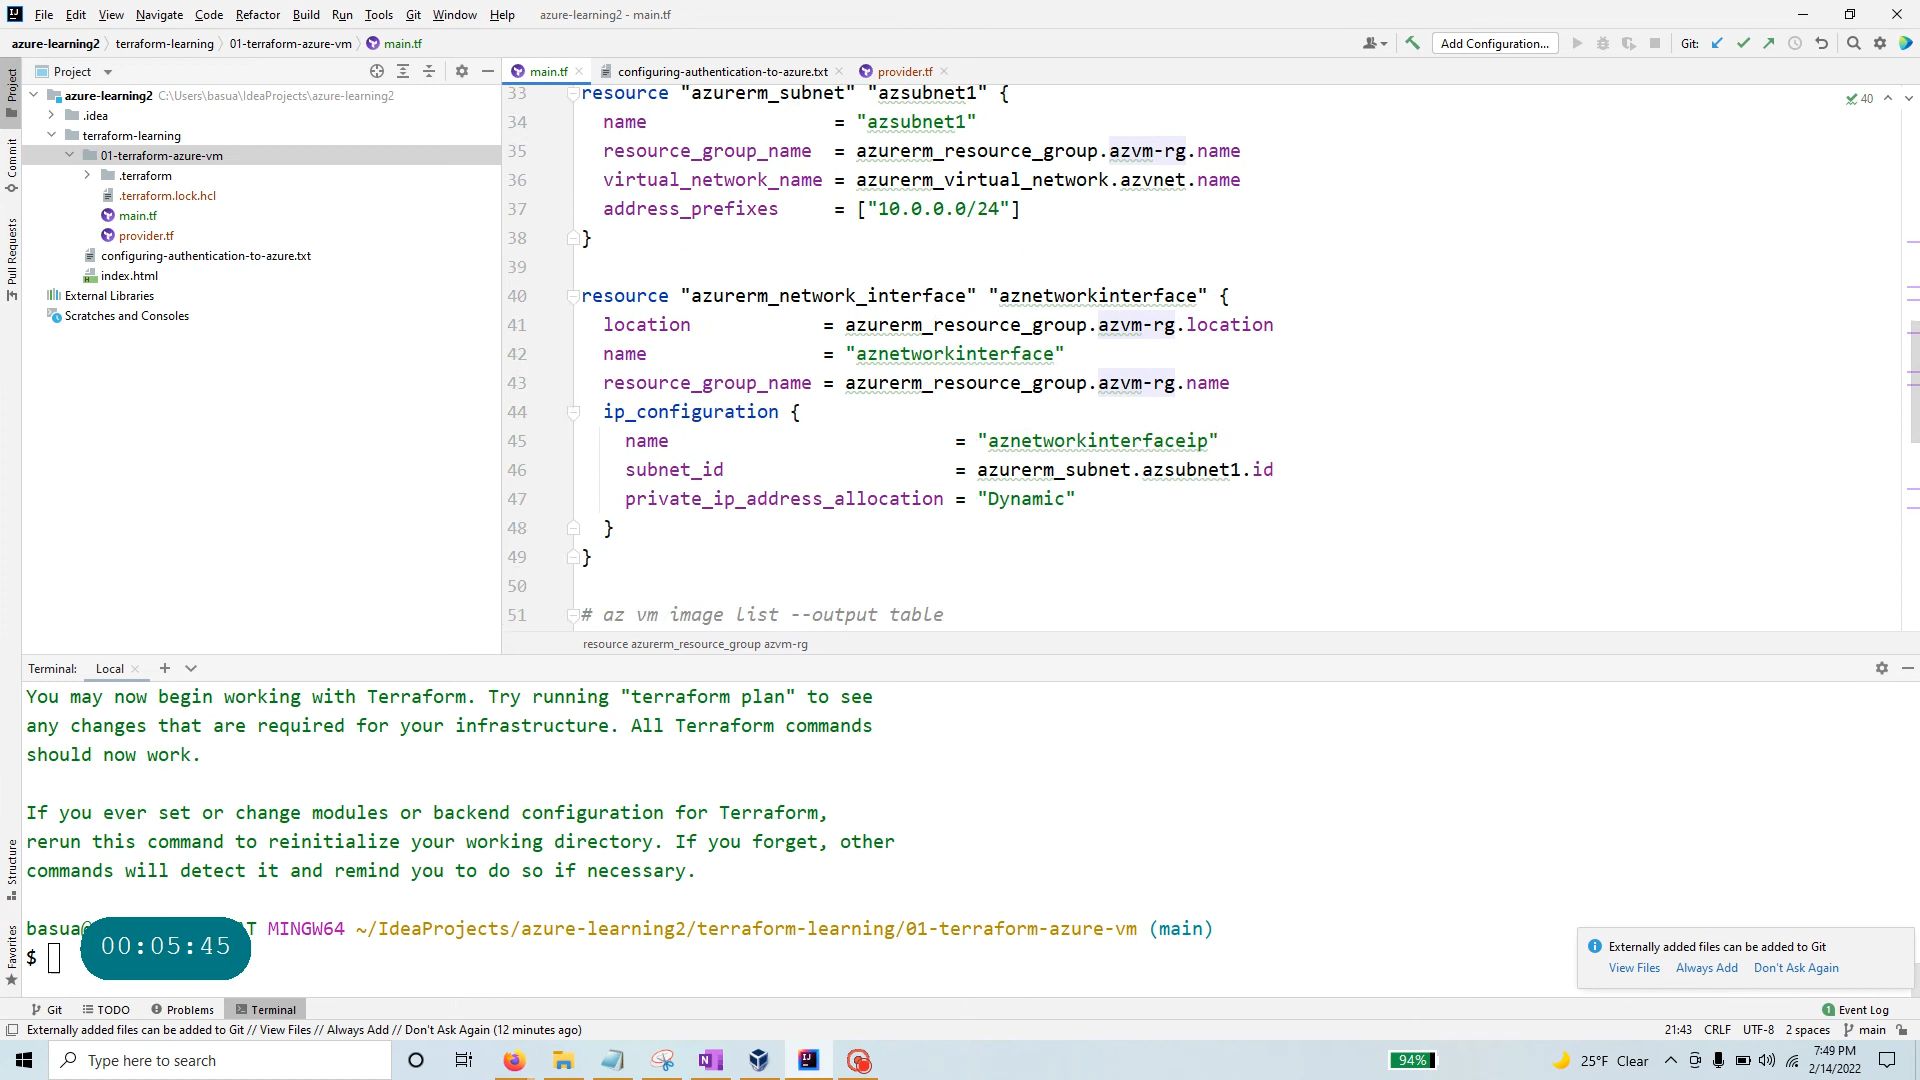 File Edit View Navigate Code Refactor Build Run Tools Git Window Help azure-learning2 - main.tf
azure-learning2 terraform-learning 01-terraform-azure-vm main.tf Add Configuration... Git:
Project main.tf configuring-authentication-to-azure.txt provider.tf
azure-learning2 C:\Users\basua\IdeaProjects\azure-learning2
.idea
terraform-learning
01-terraform-azure-vm
.terraform
.terraform.lock.hcl
main.tf
provider.tf
configuring-authentication-to-azure.txt
index.html
External Libraries
Scratches and Consoles
Project
Commit
Pull Requests
Structure
Favorites
40
33 resource "azurerm_subnet" "azsubnet1" {
34 name = "azsubnet1"
35 resource_group_name = azurerm_resource_group.azvm-rg.name
36 virtual_network_name = azurerm_virtual_network.azvnet.name
37 address_prefixes = ["10.0.0.0/24"]
38 }
39
40 resource "azurerm_network_interface" "aznetworkinterface" {
41 location = azurerm_resource_group.azvm-rg.location
42 name = "aznetworkinterface"
43 resource_group_name = azurerm_resource_group.azvm-rg.name
44 ip_configuration {
45 name = "aznetworkinterfaceip"
46 subnet_id = azurerm_subnet.azsubnet1.id
47 private_ip_address_allocation = "Dynamic"
48 }
49 }
50
51 # az vm image list --output table
resource azurerm_resource_group azvm-rg
Terminal: Local
You may now begin working with Terraform. Try running "terraform plan" to see
any changes that are required for your infrastructure. All Terraform commands
should now work.
If you ever set or change modules or backend configuration for Terraform,
rerun this command to reinitialize your working directory. If you forget, other
commands will detect it and remind you to do so if necessary.
basua@ T MINGW64 ~/IdeaProjects/azure-learning2/terraform-learning/01-terraform-azure-vm (main)
$
00:05:45
Externally added files can be added to Git
View Files Always Add Don't Ask Again
Git TODO Problems Terminal 1 Event Log
Externally added files can be added to Git // View Files // Always Add // Don't Ask Again (12 minutes ago) 21:43 CRLF UTF-8 2 spaces main
Type here to search 94% 25°F Clear 7:49 PM
2/14/2022